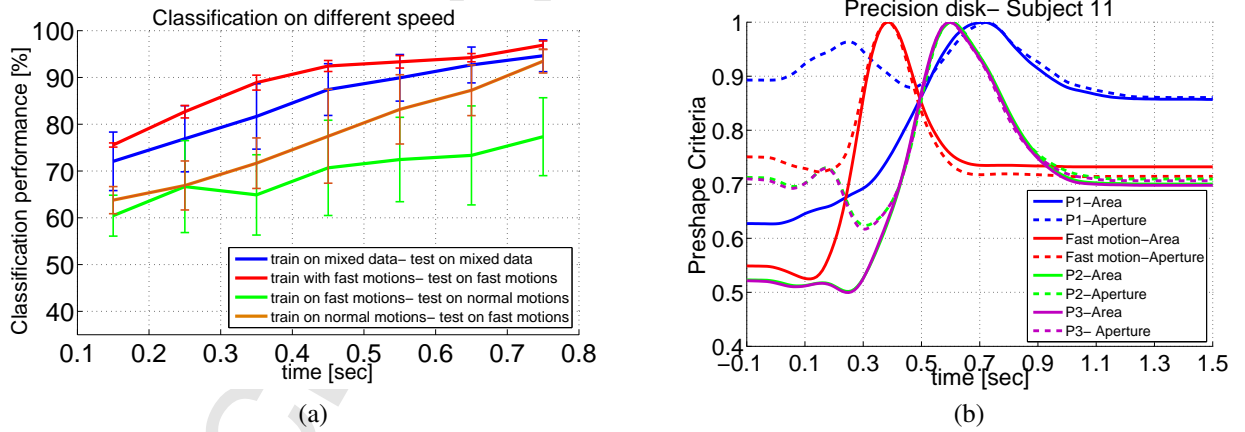 Classification on different speed
100
90
80
70
60
50
40
Classification performance [%]
train on mixed data– test on mixed data
train with fast motions– test on fast motions
train on fast motions– test on normal motions
train on normal motions– test on fast motions
0.1 0.2 0.3 0.4 0.5 0.6 0.7 0.8
time [sec]
(a)
Precision disk– Subject 11
1
0.9
0.8
0.7
0.6
0.5
0.4
Preshape Criteria
P1–Area
P1–Aperture
Fast motion–Area
Fast motion–Aperture
P2–Area
P2–Aperture
P3–Area
P3– Aperture
–0.1 0.1 0.3 0.5 0.7 0.9 1.1 1.3 1.5
time [sec]
(b)